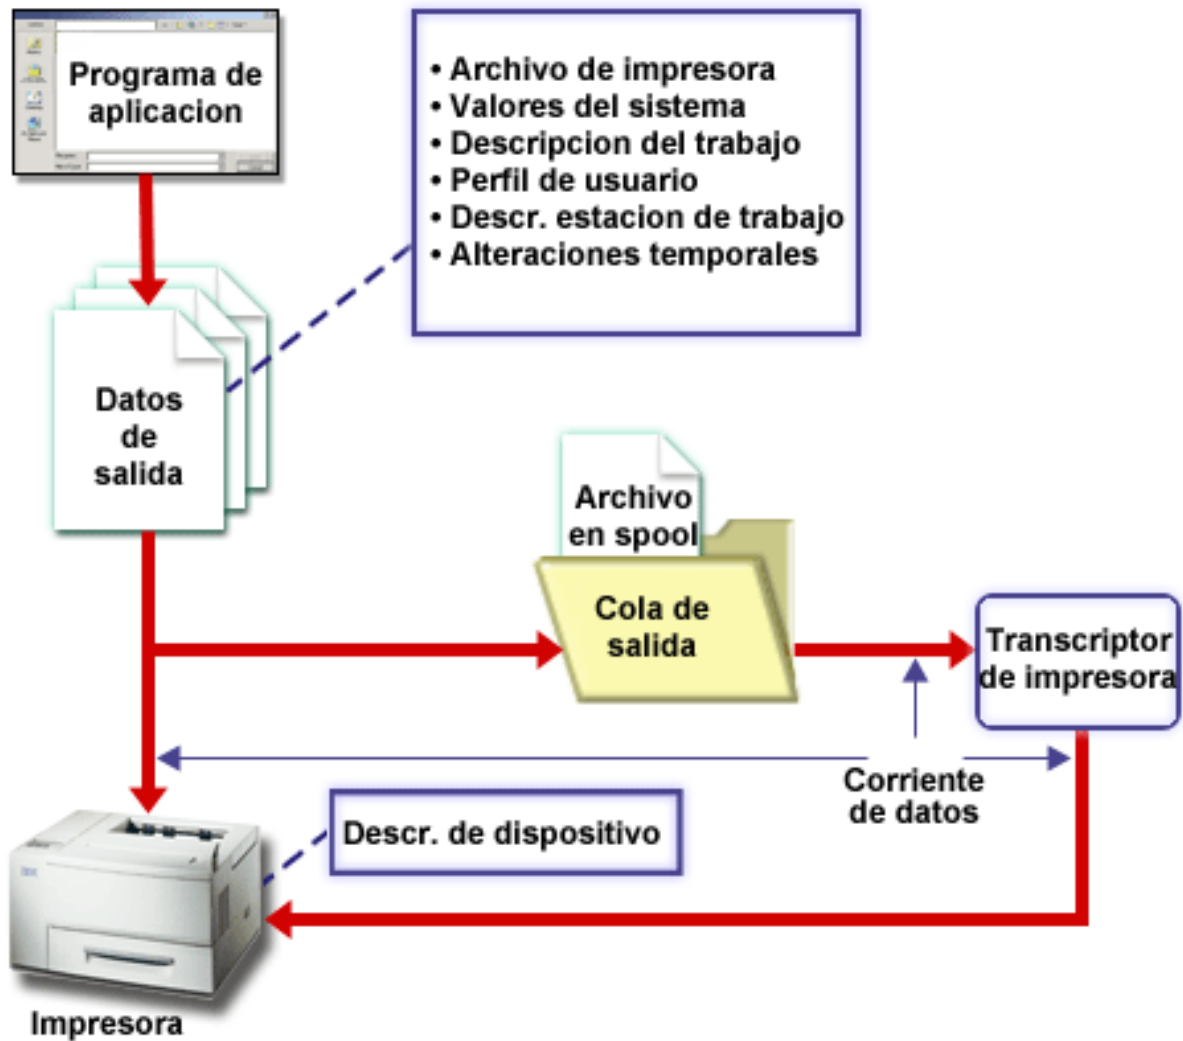 Programa de
aplicacion
• Archivo de impresora
• Valores del sistema
• Descripcion del trabajo
• Perfil de usuario
• Descr. estacion de trabajo
• Alteraciones temporales
Datos
de
salida
Archivo
en spool
Cola de
salida
Transcriptor
de impresora
Corriente
de datos
Descr. de dispositivo
IBM
Impresora